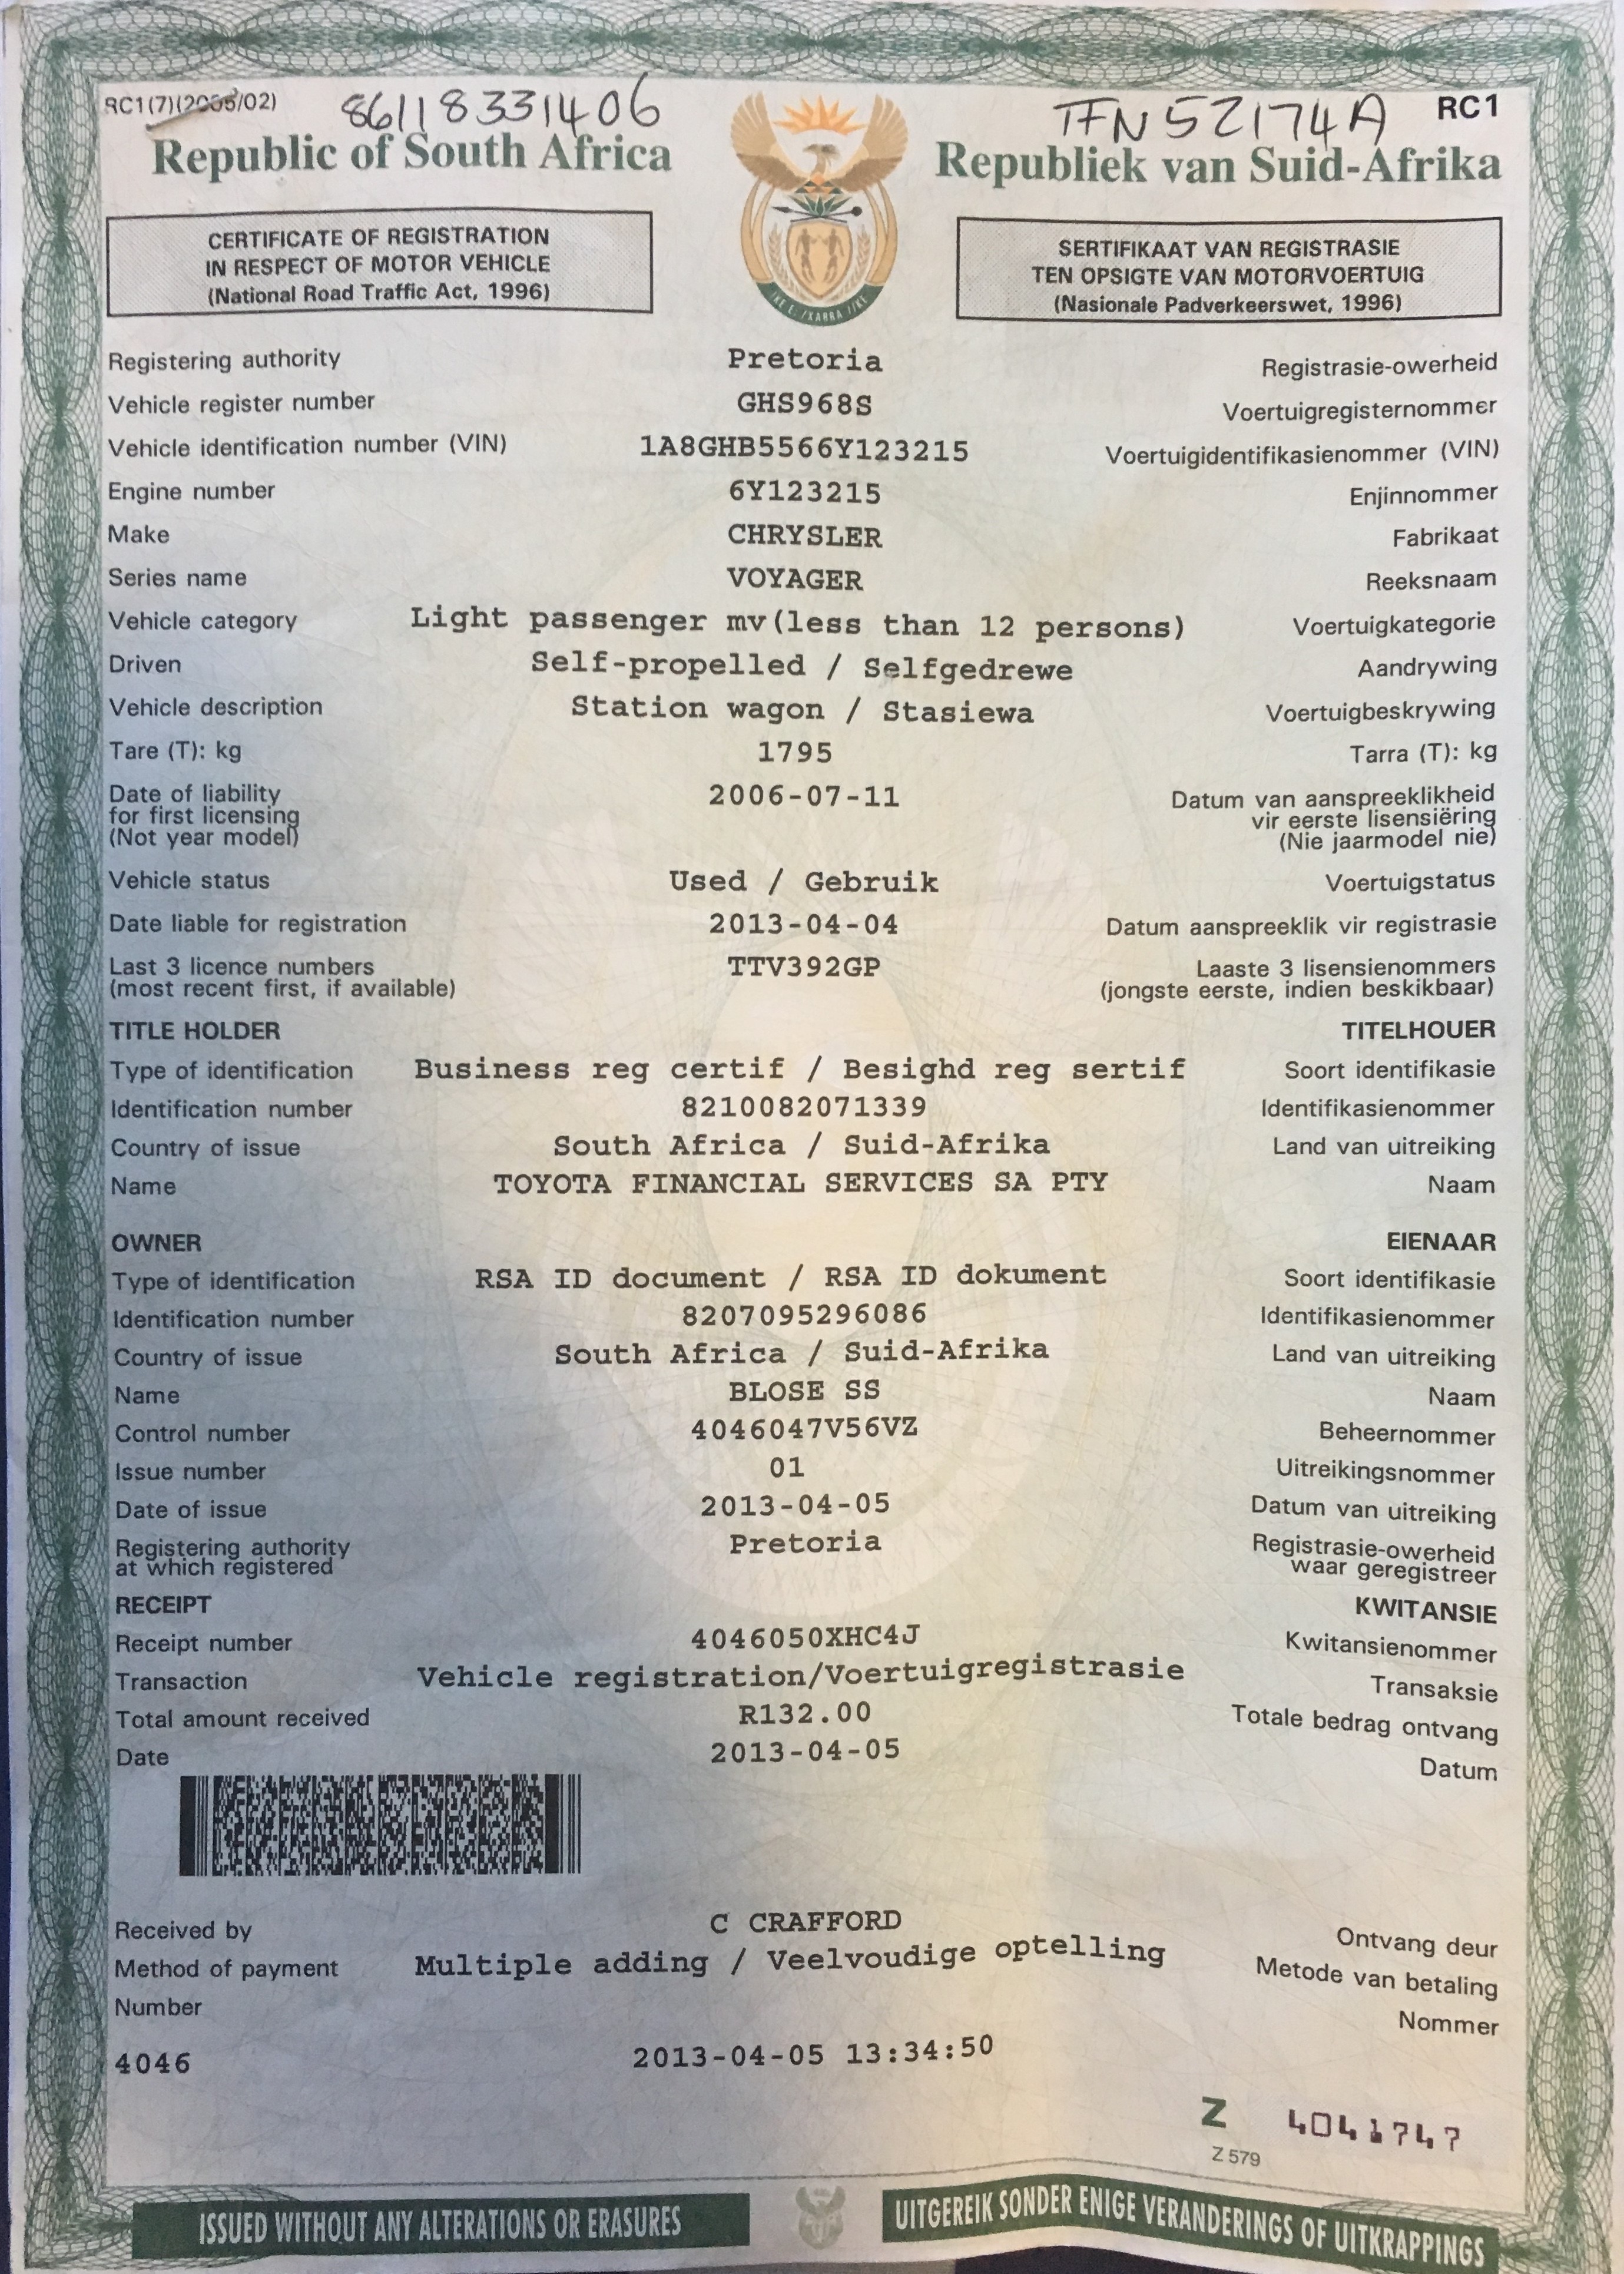 RC1(7)(2005/02) 86118331406 TFN52174A RC1
Republic of South Africa Republiek van Suid-Afrika
CERTIFICATE OF REGISTRATION
IN RESPECT OF MOTOR VEHICLE
(National Road Traffic Act, 1996)
SERTIFIKAAT VAN REGISTRASIE
TEN OPSIGTE VAN MOTORVOERTUIG
(Nasionale Padverkeerswet, 1996)
!KE E: /XARRA //KE
Registering authority Pretoria Registrasie-owerheid
Vehicle register number GHS968S Voertuigregisternommer
Vehicle identification number (VIN) 1A8GHB5566Y123215 Voertuigidentifikasienommer (VIN)
Engine number 6Y123215 Enjinnommer
Make CHRYSLER Fabrikaat
Series name VOYAGER Reeksnaam
Vehicle category Light passenger mv(less than 12 persons) Voertuigkategorie
Driven Self-propelled / Selfgedrewe Aandrywing
Vehicle description Station wagon / Stasiewa Voertuigbeskrywing
Tare (T): kg 1795 Tarra (T): kg
Date of liability 2006-07-11 Datum van aanspreeklikheid
for first licensing vir eerste lisensiëring
(Not year model) (Nie jaarmodel nie)
Vehicle status Used / Gebruik Voertuigstatus
Date liable for registration 2013-04-04 Datum aanspreeklik vir registrasie
Last 3 licence numbers TTV392GP Laaste 3 lisensienommers
(most recent first, if available) (jongste eerste, indien beskikbaar)
TITLE HOLDER TITELHOUER
Type of identification Business reg certif / Besighd reg sertif Soort identifikasie
Identification number 8210082071339 Identifikasienommer
Country of issue South Africa / Suid-Afrika Land van uitreiking
Name TOYOTA FINANCIAL SERVICES SA PTY Naam
OWNER EIENAAR
Type of identification RSA ID document / RSA ID dokument Soort identifikasie
Identification number 8207095296086 Identifikasienommer
Country of issue South Africa / Suid-Afrika Land van uitreiking
Name BLOSE SS Naam
Control number 4046047V56VZ Beheernommer
Issue number 01 Uitreikingsnommer
Date of issue 2013-04-05 Datum van uitreiking
Registering authority Pretoria Registrasie-owerheid
at which registered waar geregistreer
RECEIPT KWITANSIE
Receipt number 4046050XHC4J Kwitansienommer
Transaction Vehicle registration/Voertuigregistrasie Transaksie
Total amount received R132.00 Totale bedrag ontvang
Date 2013-04-05 Datum
Received by C CRAFFORD Ontvang deur
Method of payment Multiple adding / Veelvoudige optelling Metode van betaling
Number Nommer
4046 2013-04-05 13:34:50
Z 4041747
Z 579
ISSUED WITHOUT ANY ALTERATIONS OR ERASURES UITGEREIK SONDER ENIGE VERANDERINGS OF UITKRAPPINGS